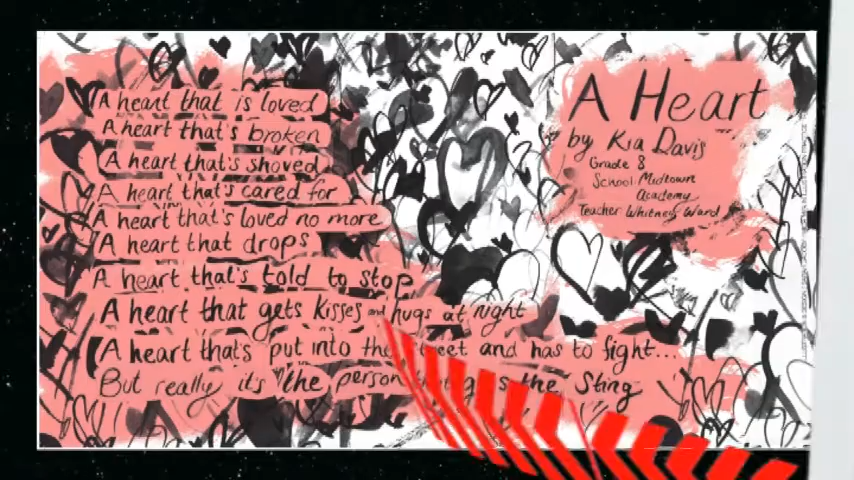 A heart that is loved
A heart that's broken
A heart that's shoved
A heart that's cared for
A heart that's loved no more
A heart that drops
A heart that's told to stop
A heart that gets kisses and hugs at night
A heart that's put into the street and has to fight...
But really it's the person the sting
A Heart
by Kia Davis
Grade 8
School: Midtown
Academy
Teacher: Whitney Ward